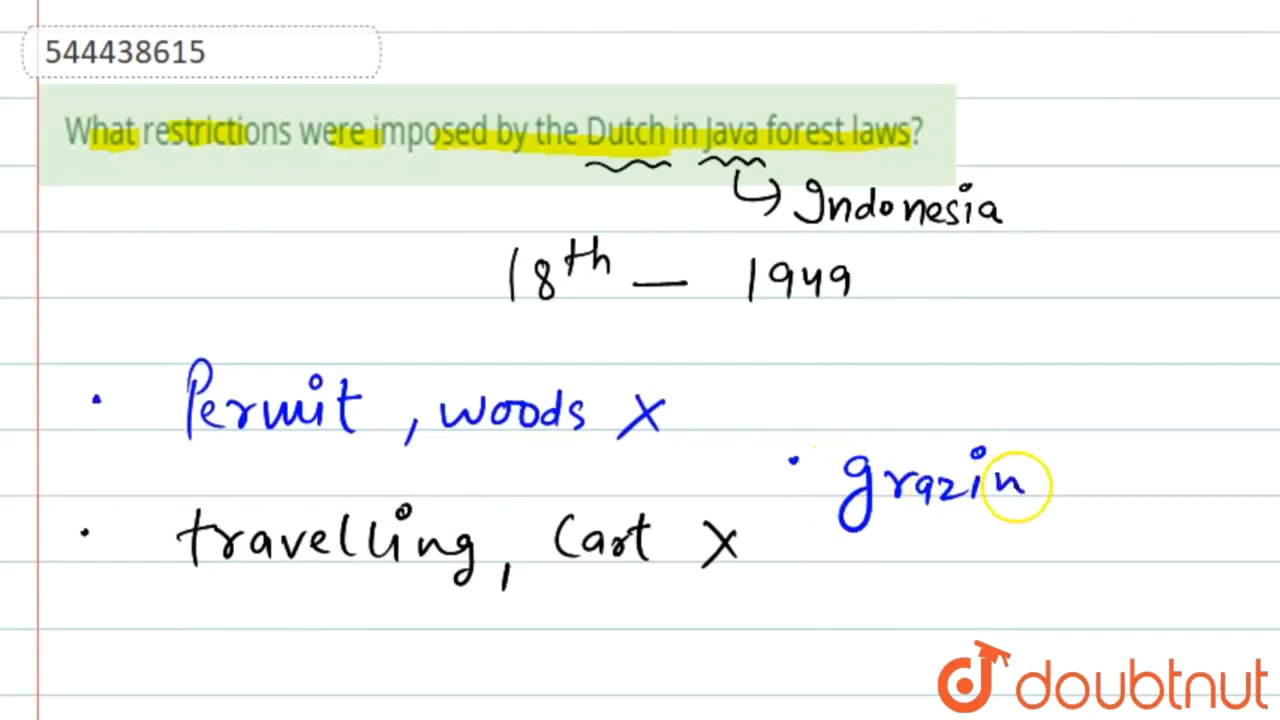 544438615
What restrictions were imposed by the Dutch in Java forest laws?
Indonesia
18th — 1949
· Permit, woods X
· grazin
· travelling, Cart X
doubtnut